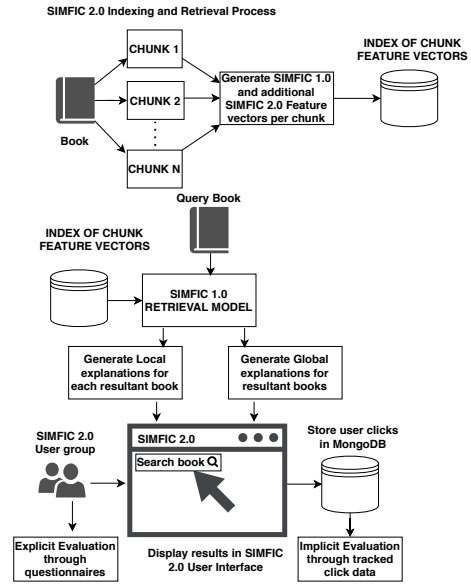 SIMFIC 2.0 Indexing and Retrieval Process
CHUNK 1
CHUNK 2
CHUNK N
Book
Generate SIMFIC 1.0
and additional
SIMFIC 2.0 Feature
vectors per chunk
INDEX OF CHUNK
FEATURE VECTORS
Query Book
INDEX OF CHUNK
FEATURE VECTORS
SIMFIC 1.0
RETRIEVAL MODEL
Generate Local
explanations for
each resultant book
Generate Global
explanations for
resultant books
SIMFIC 2.0
User group
SIMFIC 2.0
Search book
Store user clicks
in MongoDB
Explicit Evaluation
through
questionnaires
Display results in SIMFIC
2.0 User Interface
Implicit Evaluation
through tracked
click data